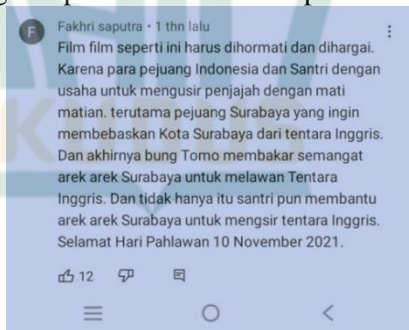 F
Fakhri saputra • 1 thn lalu
Film film seperti ini harus dihormati dan dihargai.
Karena para pejuang Indonesia dan Santri dengan
usaha untuk mengusir penjajah dengan mati
matian. terutama pejuang Surabaya yang ingin
membebaskan Kota Surabaya dari tentara Inggris.
Dan akhirnya bung Tomo membakar semangat
arek arek Surabaya untuk melawan Tentara
Inggris. Dan tidak hanya itu santri pun membantu
arek arek Surabaya untuk mengsir tentara Inggris.
Selamat Hari Pahlawan 10 November 2021.
12